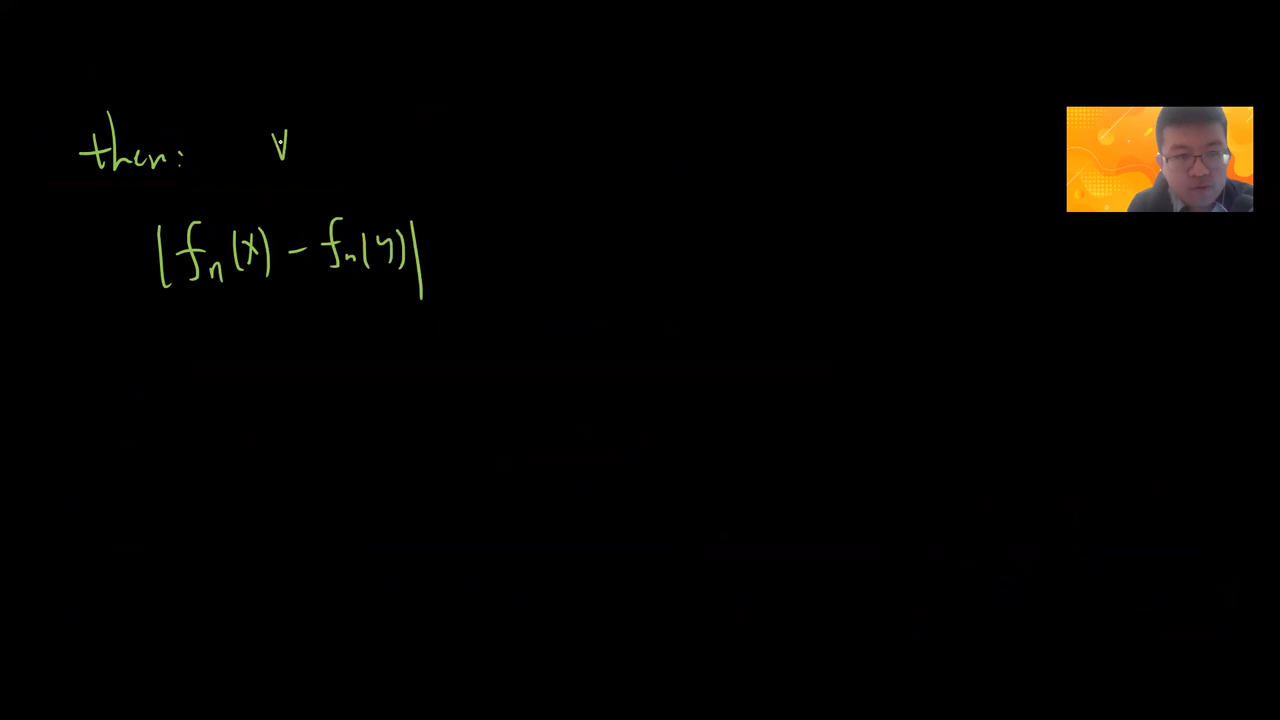 then: ∀
|fₙ(x) - fₙ(y)|